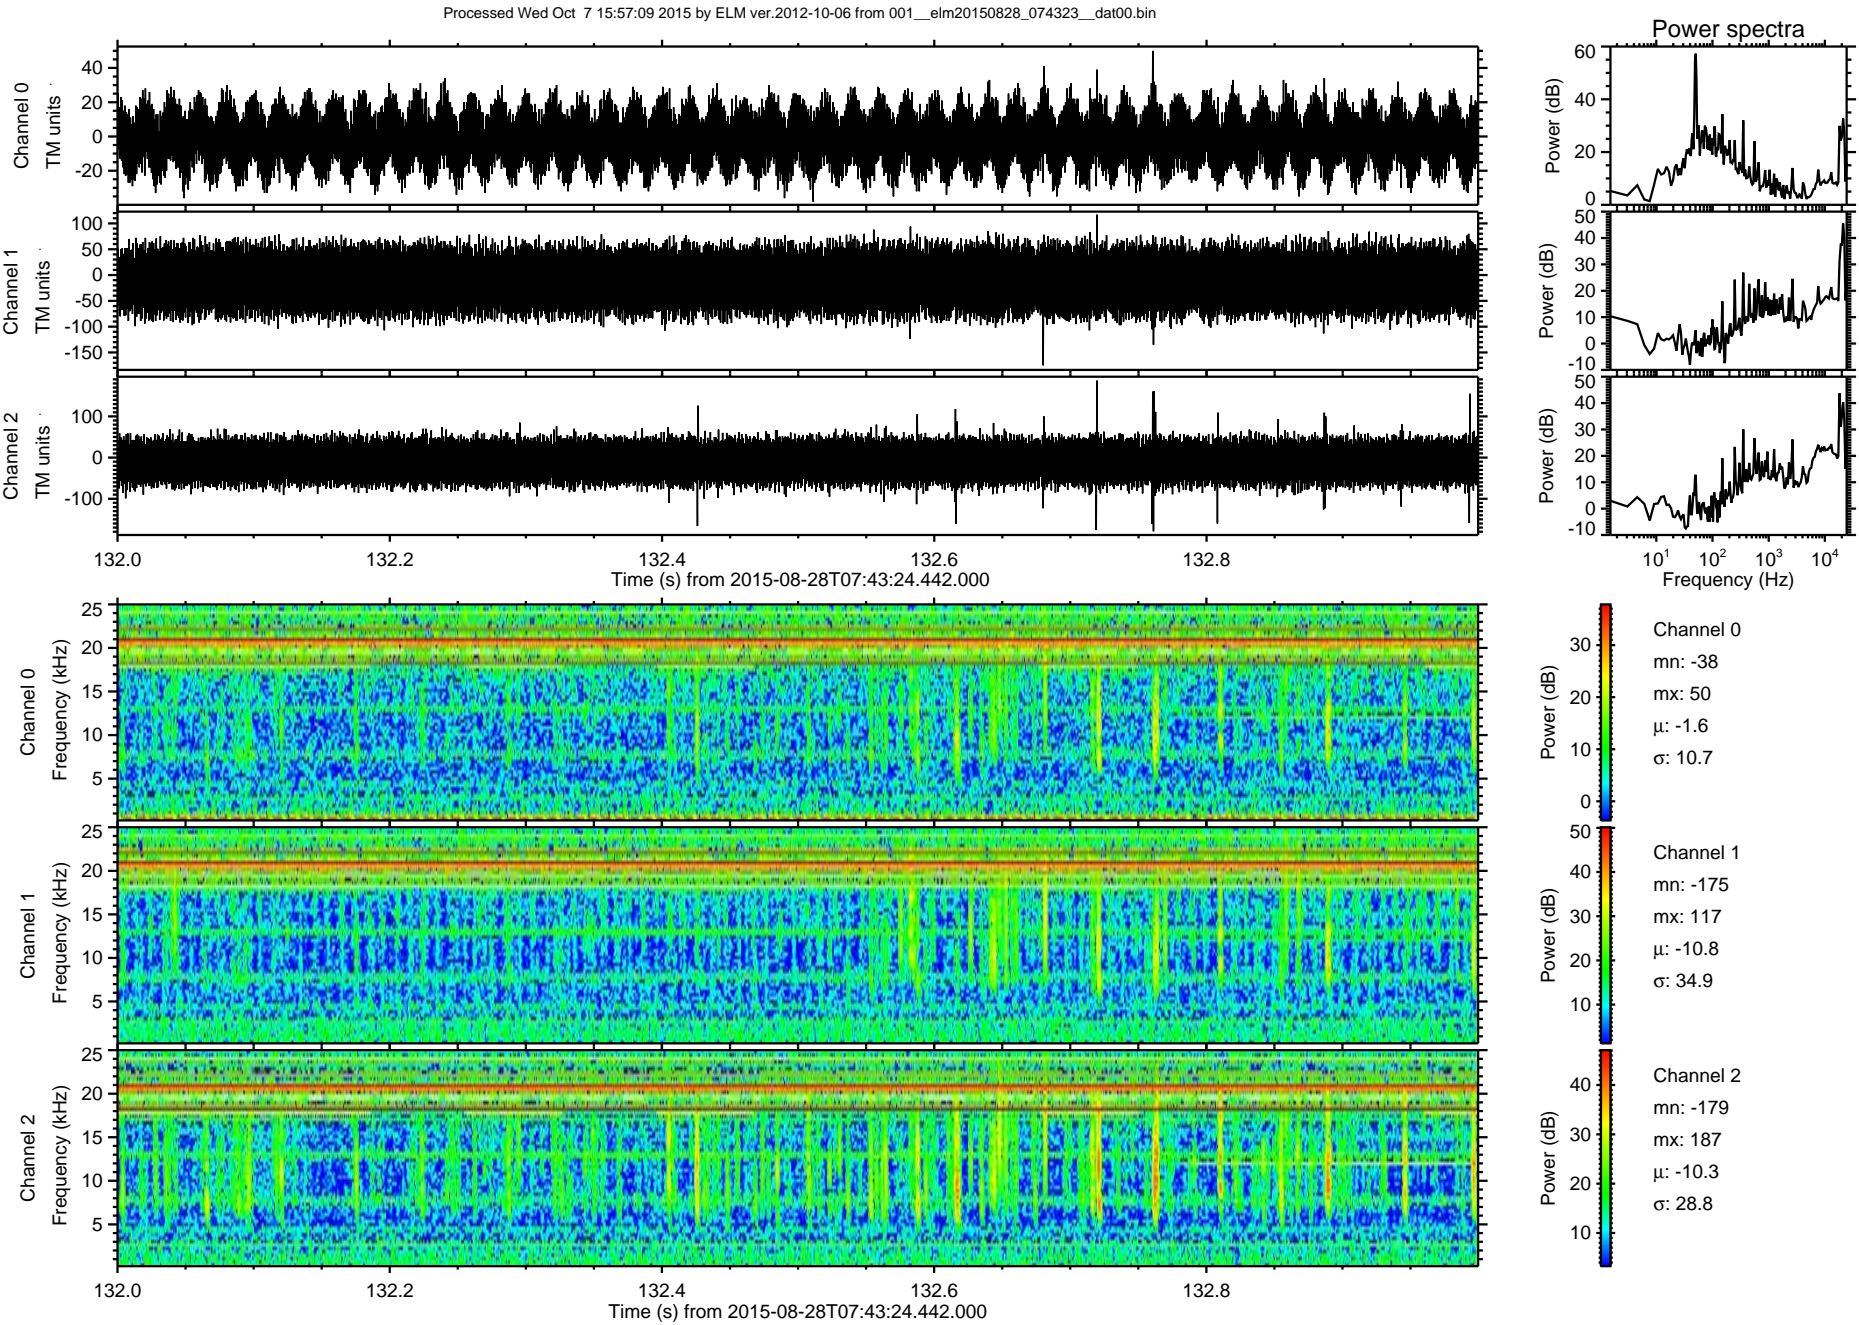 Processed Wed Oct 7 15:57:09 2015 by ELM ver.2012-10-06 from 001__elm20150828_074323__dat00.bin
Power spectra
Channel 0
TM units
40
20
0
-20
Power (dB)
60
40
20
0
Channel 1
TM units
100
50
0
-50
-100
-150
Power (dB)
50
40
30
20
10
0
-10
Channel 2
TM units
100
0
-100
Power (dB)
50
40
30
20
10
0
-10
132.0 132.2 132.4 132.6 132.8
Time (s) from 2015-08-28T07:43:24.442.000
10^1 10^2 10^3 10^4
Frequency (Hz)
Channel 0
Frequency (kHz)
25
20
15
10
5
Power (dB)
30
20
10
0
Channel 0
mn: -38
mx: 50
μ: -1.6
σ: 10.7
Channel 1
Frequency (kHz)
25
20
15
10
5
Power (dB)
50
40
30
20
10
Channel 1
mn: -175
mx: 117
μ: -10.8
σ: 34.9
Channel 2
Frequency (kHz)
25
20
15
10
5
Power (dB)
40
30
20
10
Channel 2
mn: -179
mx: 187
μ: -10.3
σ: 28.8
132.0 132.2 132.4 132.6 132.8
Time (s) from 2015-08-28T07:43:24.442.000